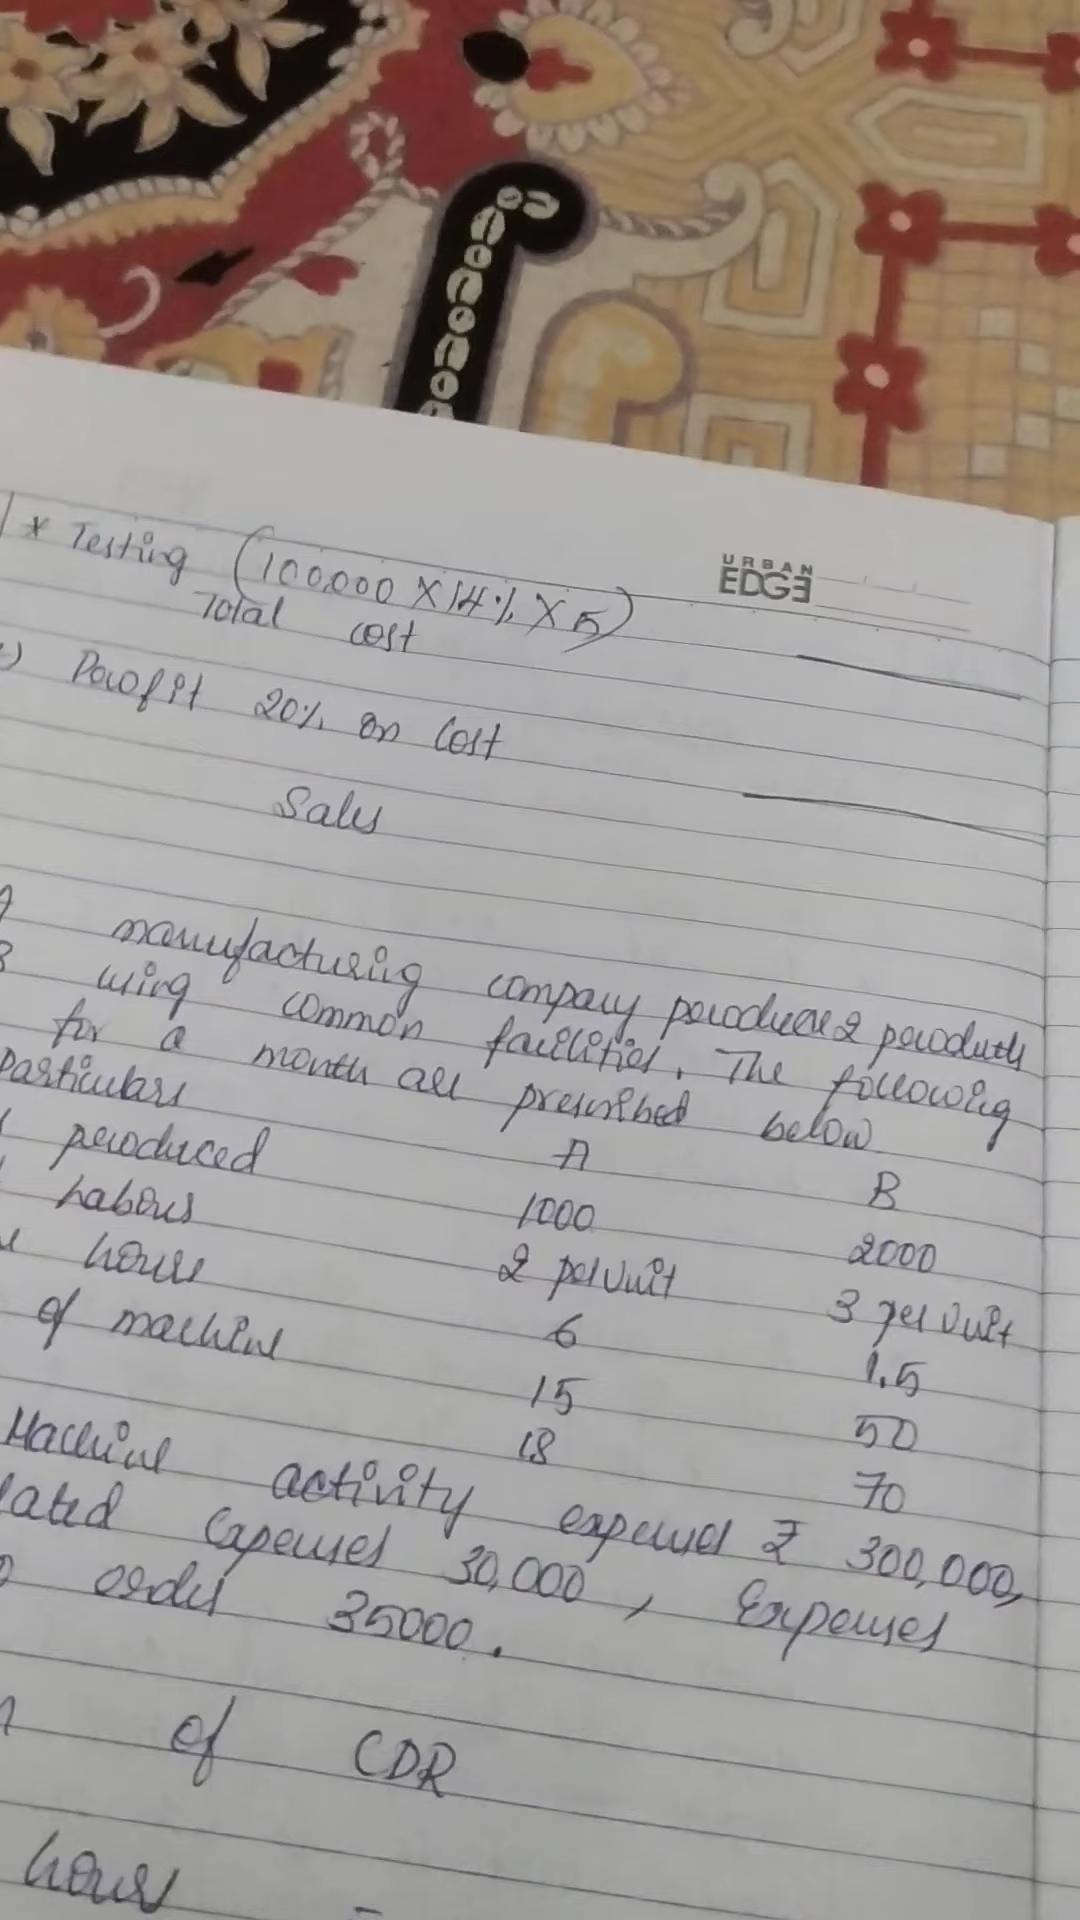 * Testing (100,000 X 14% X 5)
URBAN
EDGE
Total cost
) Profit 20% on Cost
Sales
manufacturing company produces 2 products
using common facilities. The following
for a month are prescribed below
Particulars A B
produced 1000 2000
Labour 2 per unit 3 per unit
hours 6 1.5
of machine 15 50
18 70
Machine activity expenses ₹ 300,000,
lated Expenses 30,000, Expenses
order 35000.
of CDR
hours -